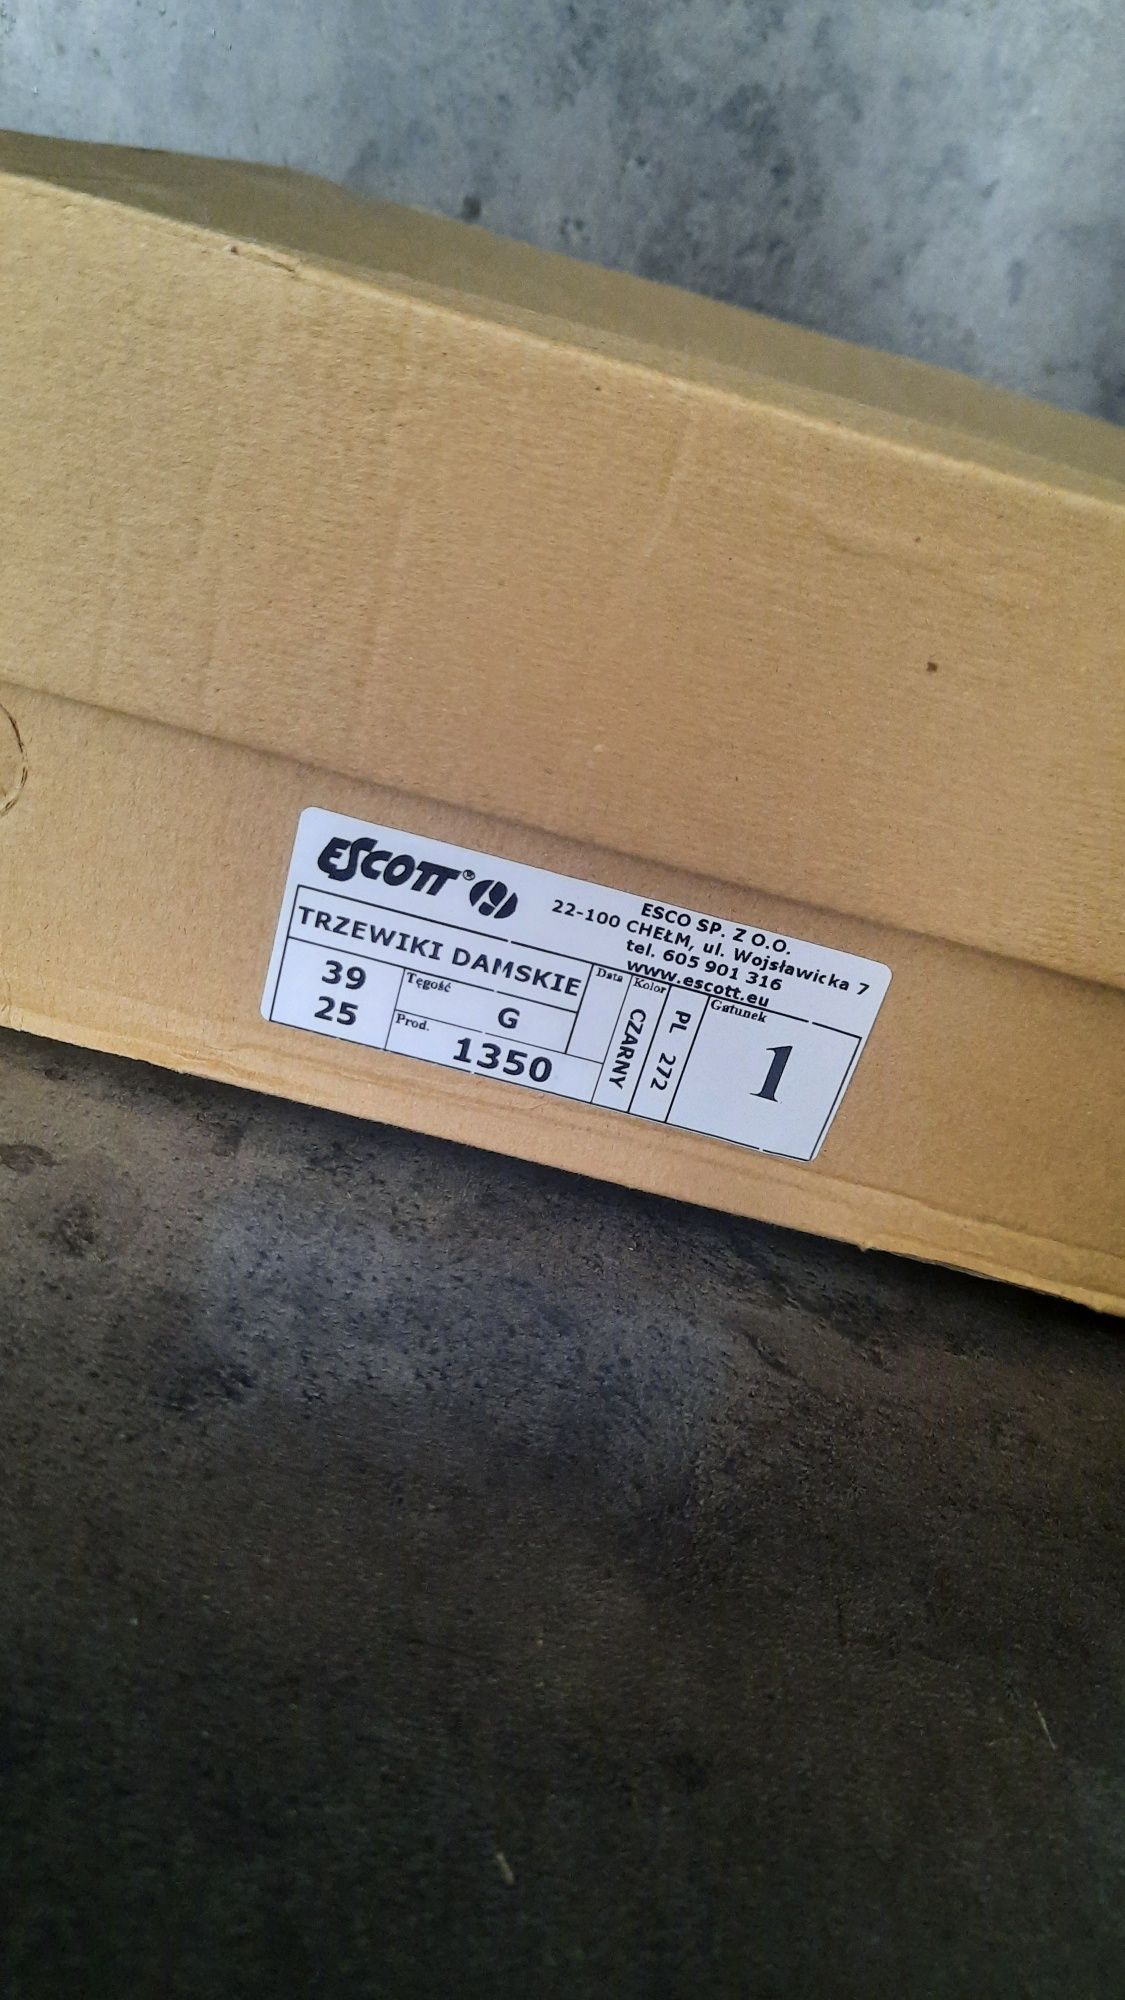 ESCOTT®
ESCO SP. Z O.O.
22-100 CHEŁM, ul. Wojsławicka 7
tel. 605 901 316
www.escott.eu
TRZEWIKI DAMSKIE
39
25
Tęgość
G
Prod.
1350
Data
Kolor
CZARNY
PL 272
Gatunek
1